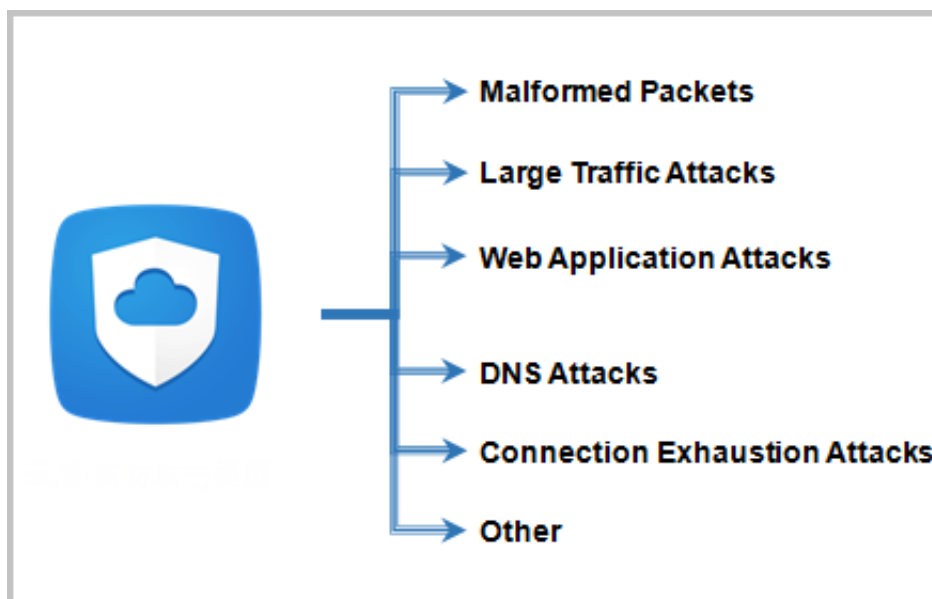 Malformed Packets
Large Traffic Attacks
Web Application Attacks
DNS Attacks
Connection Exhaustion Attacks
Other